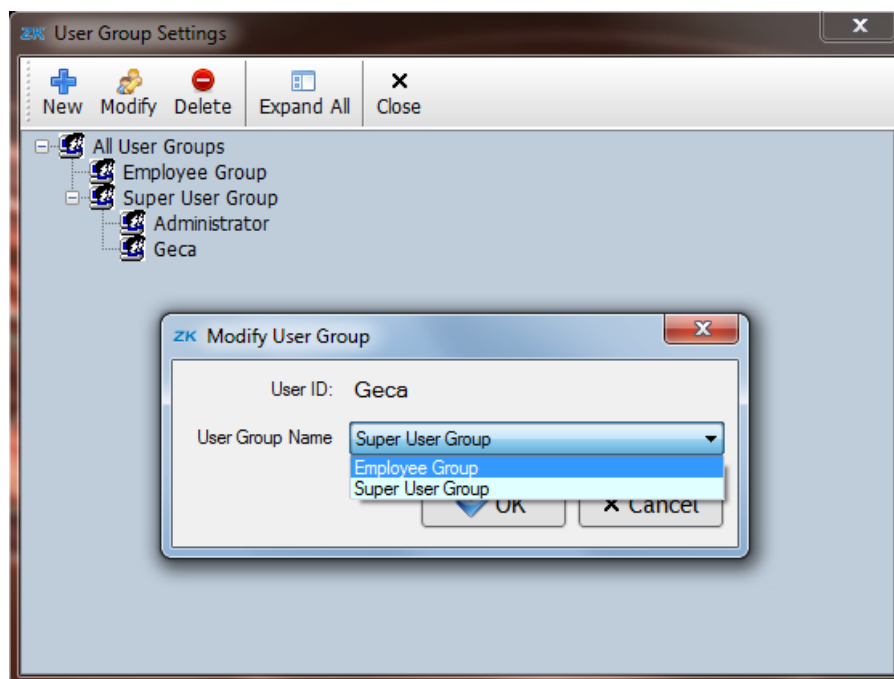 ZK User Group Settings
X
New Modify Delete Expand All Close
All User Groups
Employee Group
Super User Group
Administrator
Geca
ZK Modify User Group
X
User ID: Geca
User Group Name Super User Group
Employee Group
Super User Group
OK Cancel